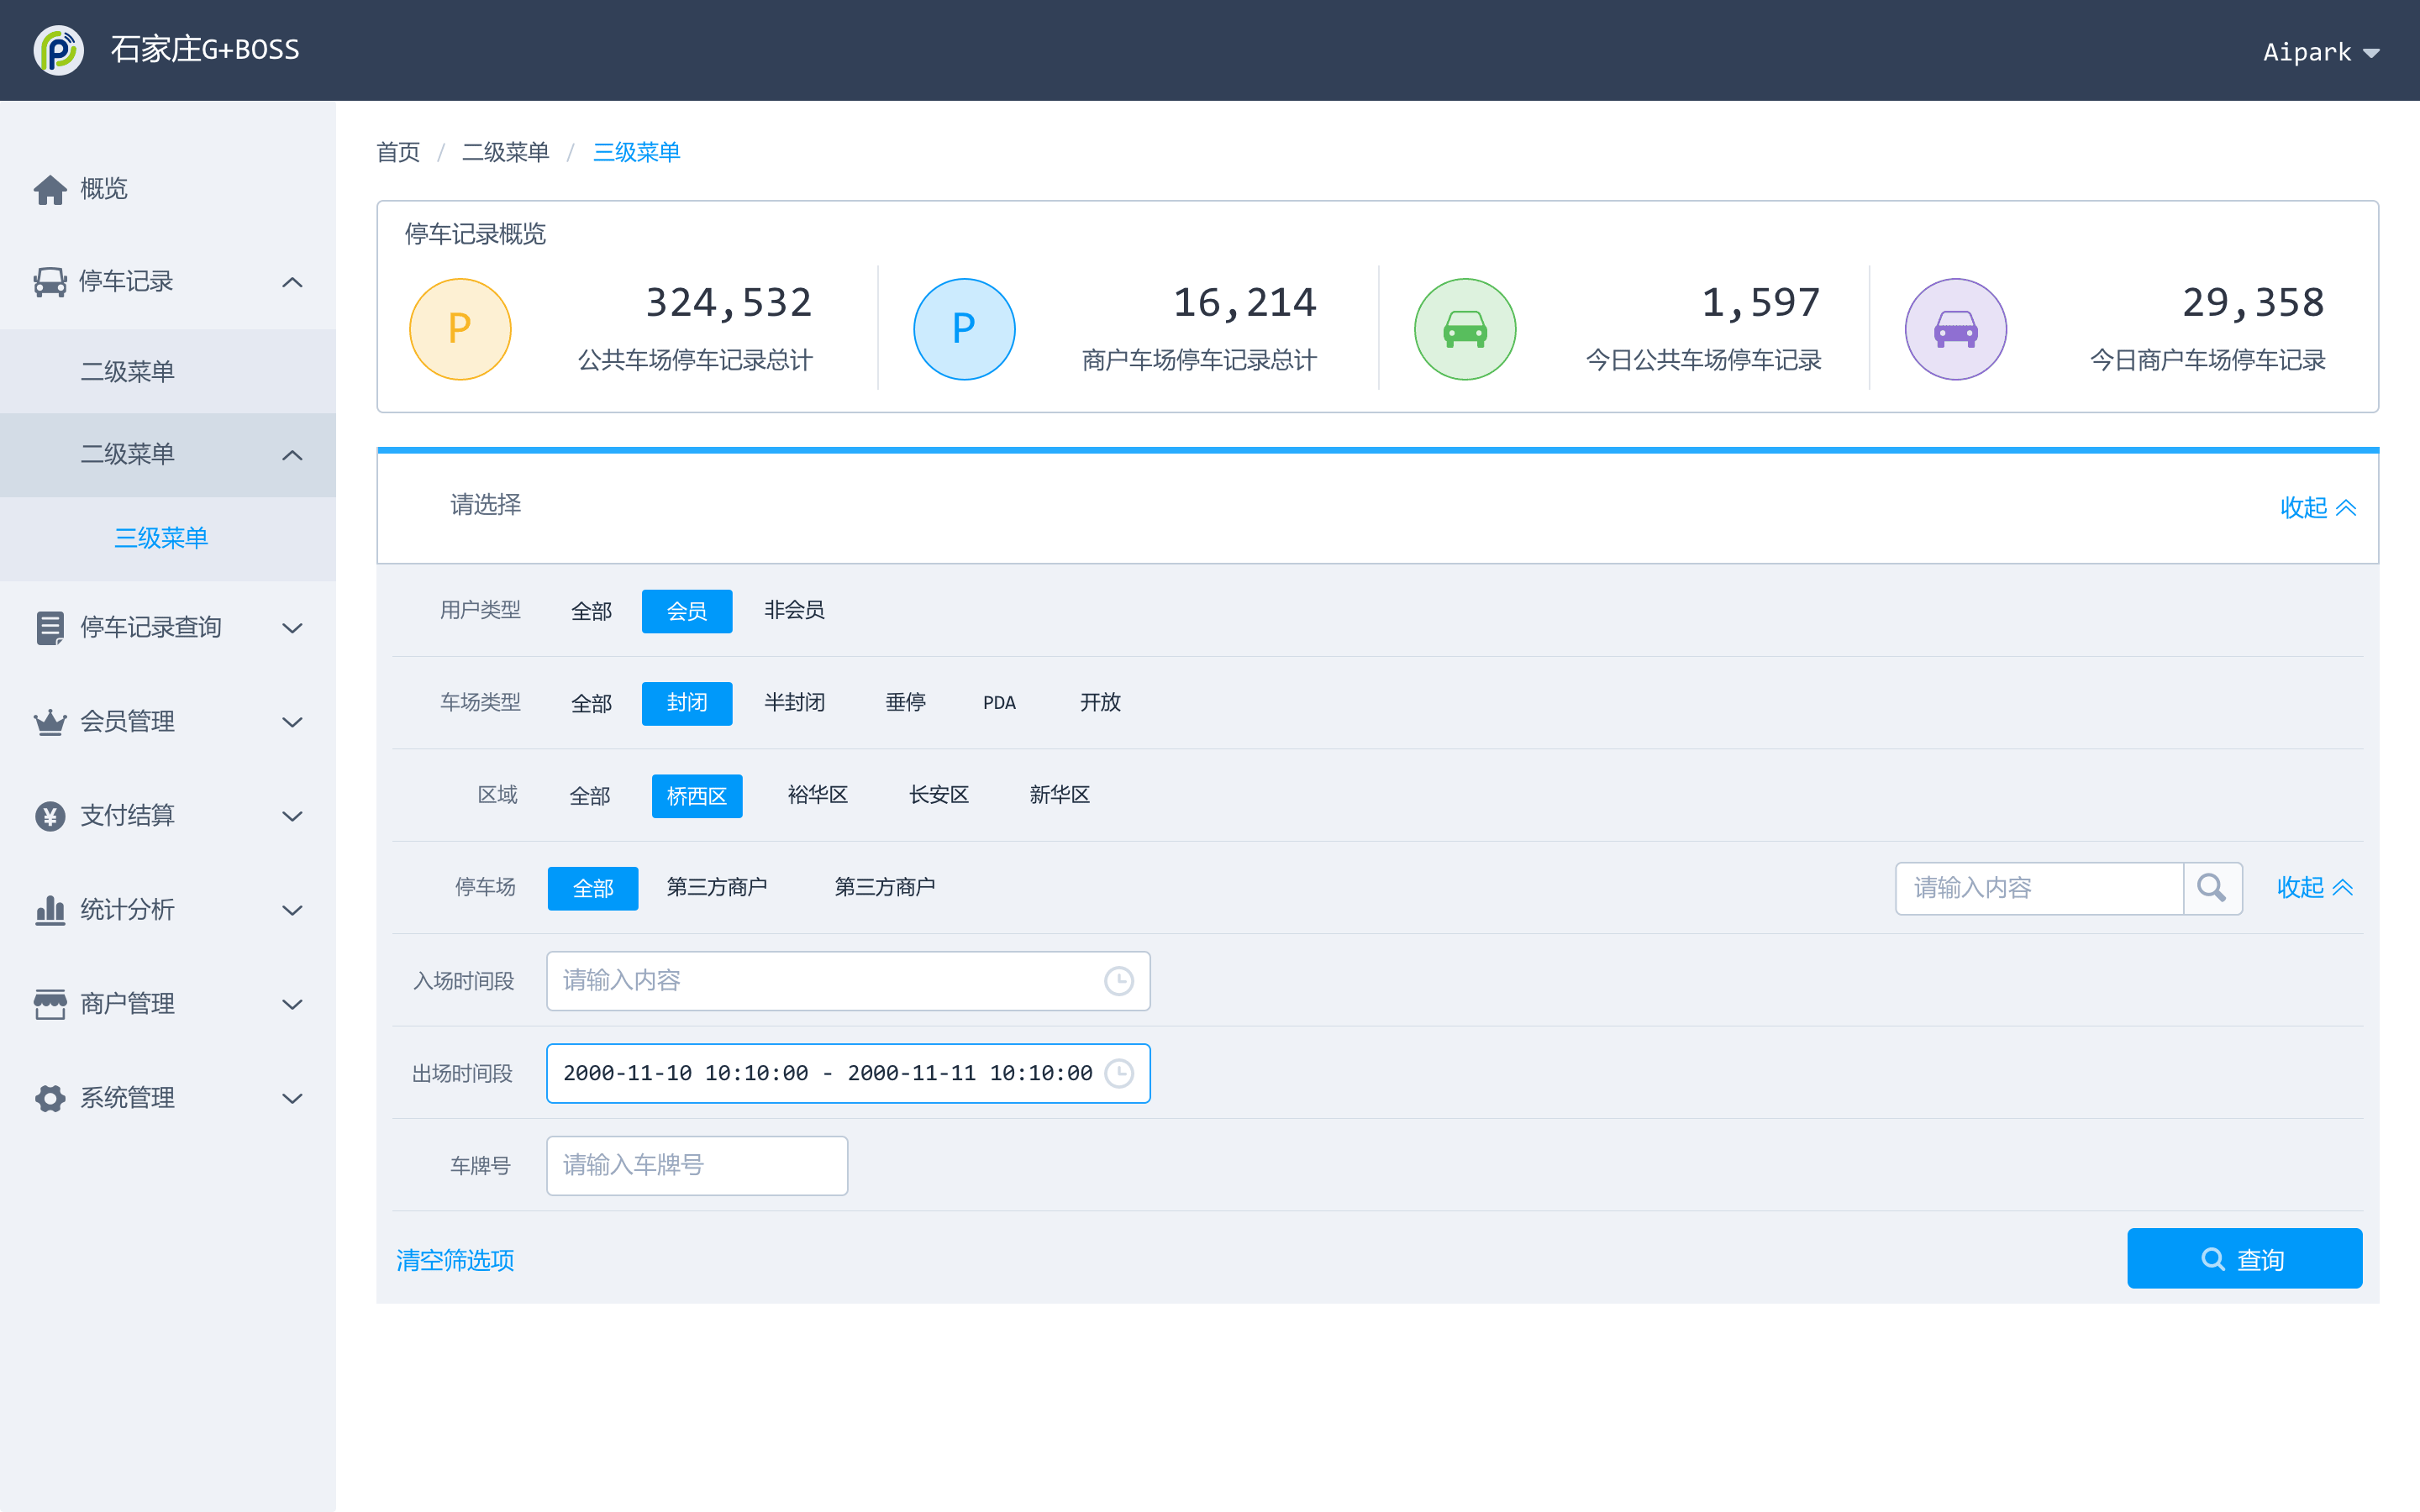 石家庄G+BOSS
Aipark
首页 / 二级菜单 / 三级菜单
概览
停车记录
二级菜单
二级菜单
三级菜单
停车记录查询
会员管理
支付结算
统计分析
商户管理
系统管理
停车记录概览
P
324,532
公共车场停车记录总计
P
16,214
商户车场停车记录总计
1,597
今日公共车场停车记录
29,358
今日商户车场停车记录
请选择 收起
用户类型 全部 会员 非会员
车场类型 全部 封闭 半封闭 垂停 PDA 开放
区域 全部 桥西区 裕华区 长安区 新华区
停车场 全部 第三方商户 第三方商户 请输入内容 收起
入场时间段 请输入内容
出场时间段 2000-11-10 10:10:00 - 2000-11-11 10:10:00
车牌号 请输入车牌号
清空筛选项 查询